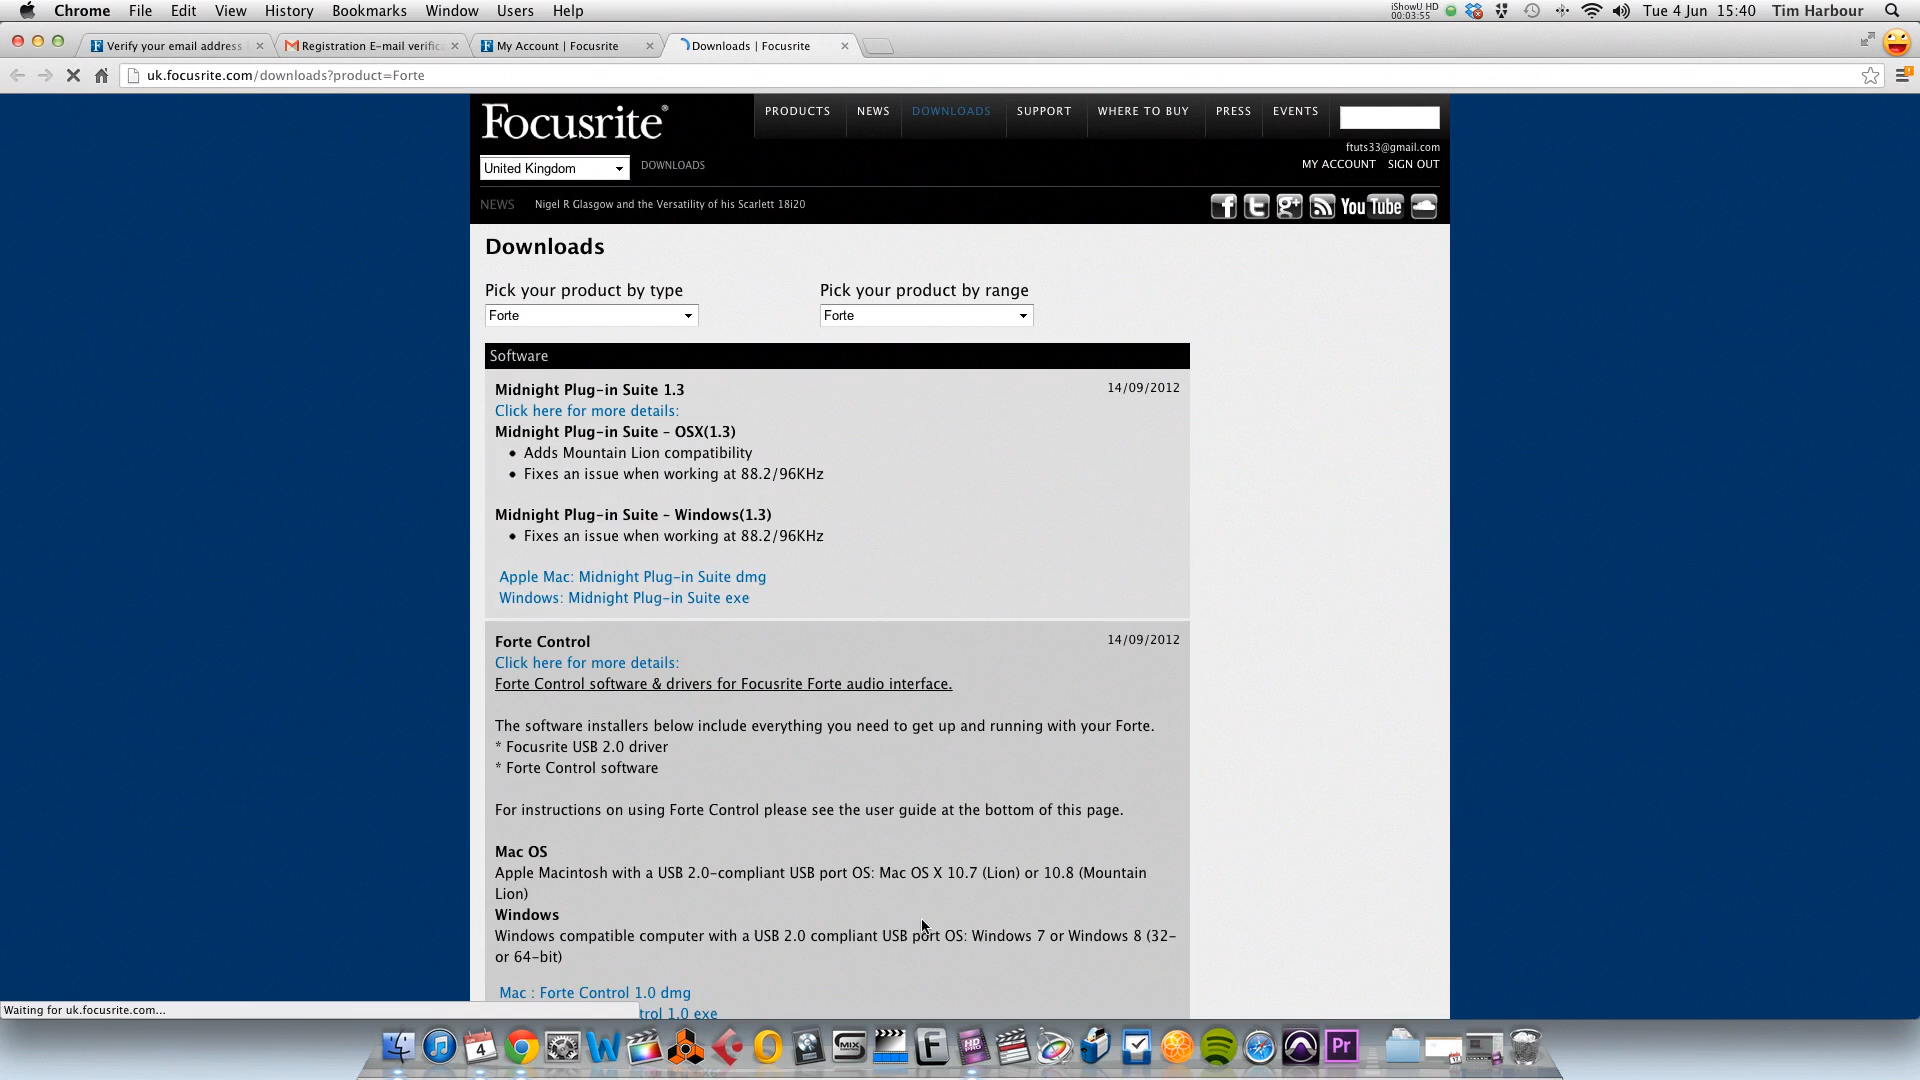 Chrome File Edit View History Bookmarks Window Users Help iShowU HD 00:03:55 Tue 4 Jun 15:40 Tim Harbour
Verify your email address My Account | Focusrite Downloads | Focusrite
Registration E-mail verific
uk.focusrite.com/downloads?product=Forte
Focusrite®
PRODUCTS NEWS DOWNLOADS SUPPORT WHERE TO BUY PRESS EVENTS
ftuts33@gmail.com
United Kingdom DOWNLOADS MY ACCOUNT SIGN OUT
NEWS Nigel R Glasgow and the Versatility of his Scarlett 18i20 You Tube
Downloads
Pick your product by type Pick your product by range
Forte Forte
Software
Midnight Plug-in Suite 1.3 14/09/2012
Click here for more details:
Midnight Plug-in Suite - OSX(1.3)
• Adds Mountain Lion compatibility
• Fixes an issue when working at 88.2/96KHz
Midnight Plug-in Suite - Windows(1.3)
• Fixes an issue when working at 88.2/96KHz
Apple Mac: Midnight Plug-in Suite dmg
Windows: Midnight Plug-in Suite exe
Forte Control 14/09/2012
Click here for more details:
Forte Control software & drivers for Focusrite Forte audio interface.
The software installers below include everything you need to get up and running with your Forte.
* Focusrite USB 2.0 driver
* Forte Control software
For instructions on using Forte Control please see the user guide at the bottom of this page.
Mac OS
Apple Macintosh with a USB 2.0-compliant USB port OS: Mac OS X 10.7 (Lion) or 10.8 (Mountain
Lion)
Windows
Windows compatible computer with a USB 2.0 compliant USB port OS: Windows 7 or Windows 8 (32-
or 64-bit)
Mac : Forte Control 1.0 dmg
trol 1.0 exe
Waiting for uk.focusrite.com...
4 MIX HD PRO Pr